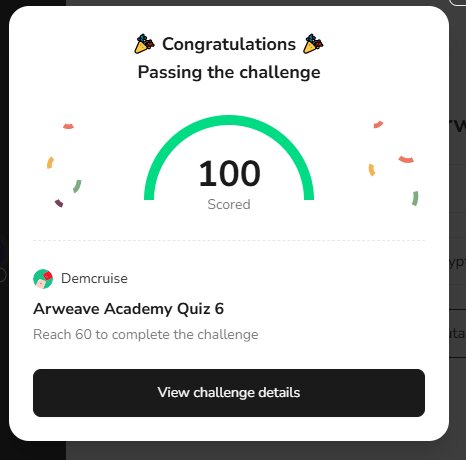 Congratulations
Passing the challenge
100
Scored
Demcruise
Arweave Academy Quiz 6
Reach 60 to complete the challenge
View challenge details